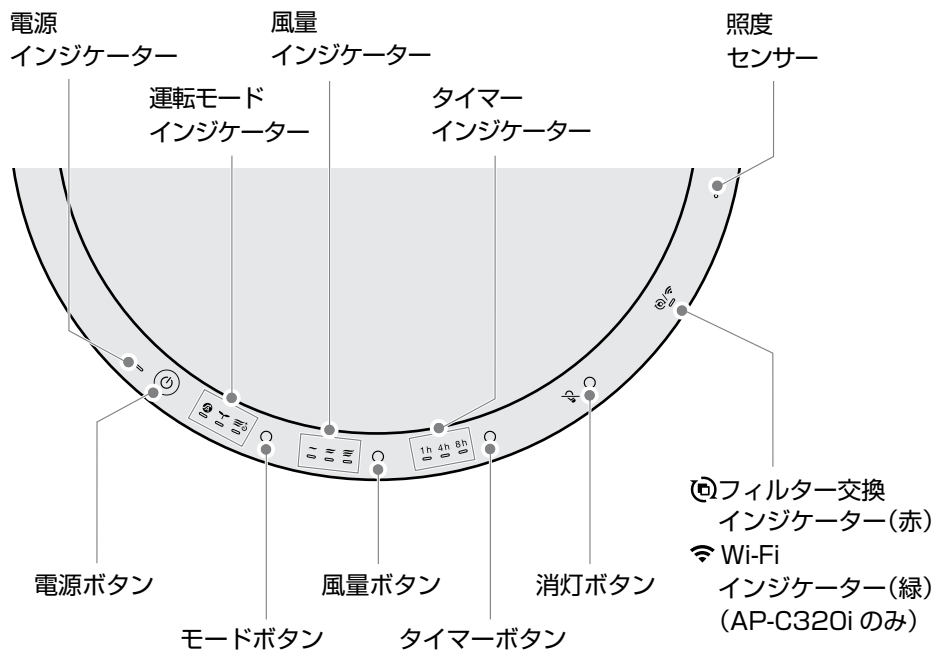 電源
インジケーター
風量
インジケーター
照度
センサー
運転モード
インジケーター
タイマー
インジケーター
1h 4h 8h
フィルター交換
インジケーター（赤）
Wi-Fi
インジケーター（緑）
（AP-C320i のみ）
電源ボタン
風量ボタン
消灯ボタン
モードボタン
タイマーボタン